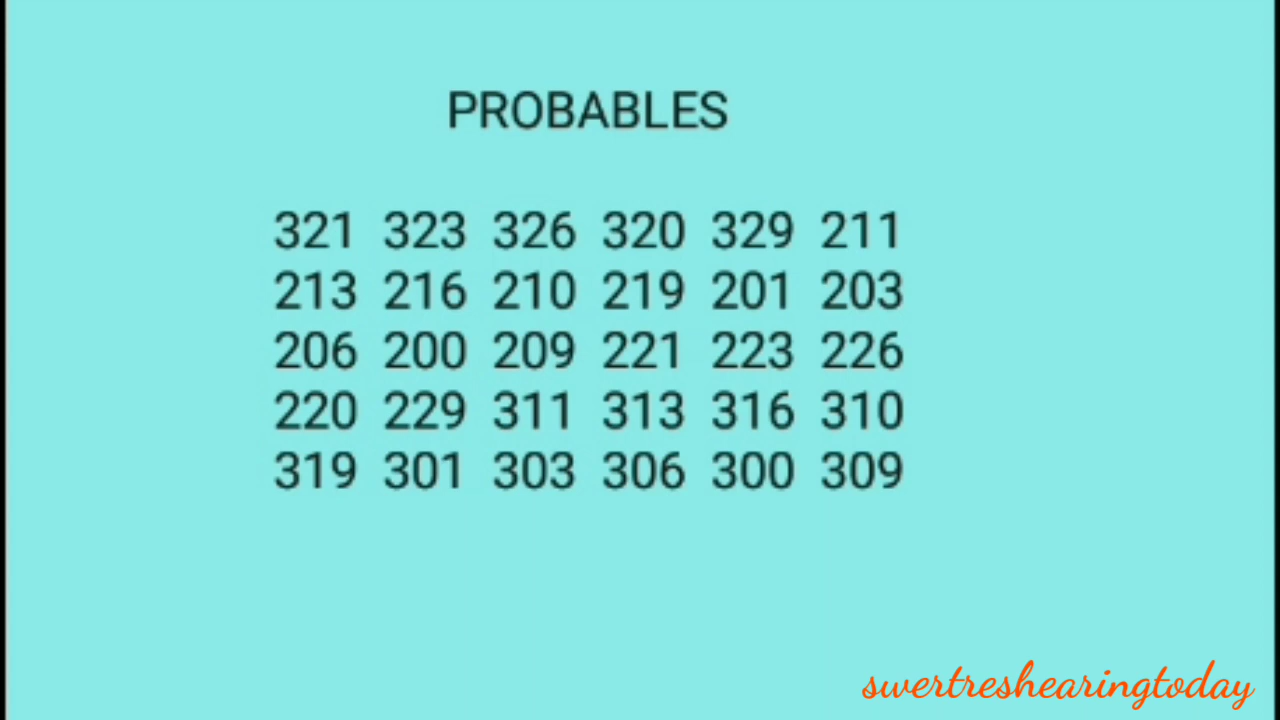 PROBABLES
321 323 326 320 329 211
213 216 210 219 201 203
206 200 209 221 223 226
220 229 311 313 316 310
319 301 303 306 300 309
swertreshearingtoday